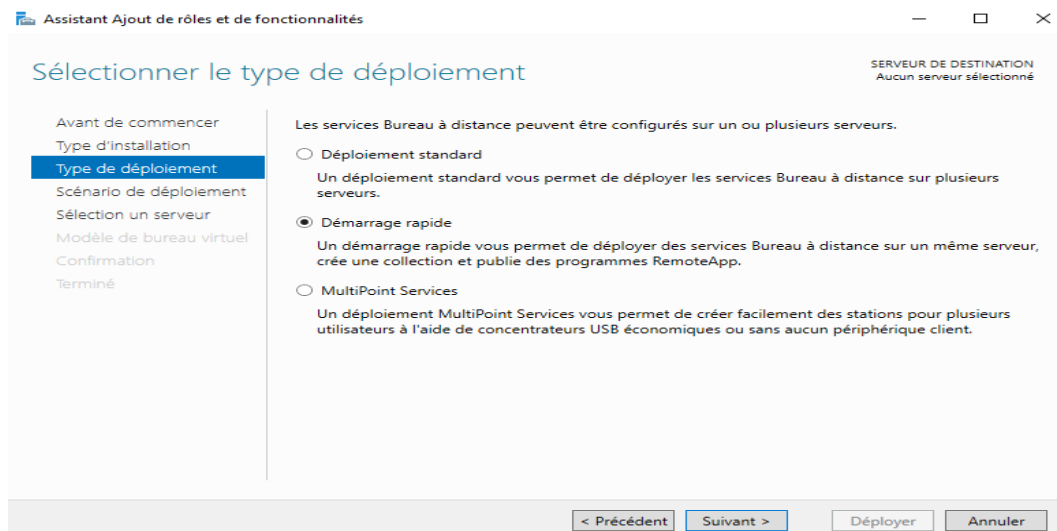 Assistant Ajout de rôles et de fonctionnalités
Sélectionner le type de déploiement
SERVEUR DE DESTINATION
Aucun serveur sélectionné
Avant de commencer
Type d'installation
Type de déploiement
Scénario de déploiement
Sélection un serveur
Modèle de bureau virtuel
Confirmation
Terminé
Les services Bureau à distance peuvent être configurés sur un ou plusieurs serveurs.
Déploiement standard
Un déploiement standard vous permet de déployer les services Bureau à distance sur plusieurs
serveurs.
Démarrage rapide
Un démarrage rapide vous permet de déployer des services Bureau à distance sur un même serveur,
crée une collection et publie des programmes RemoteApp.
MultiPoint Services
Un déploiement MultiPoint Services vous permet de créer facilement des stations pour plusieurs
utilisateurs à l'aide de concentrateurs USB économiques ou sans aucun périphérique client.
< Précédent
Suivant >
Déployer
Annuler